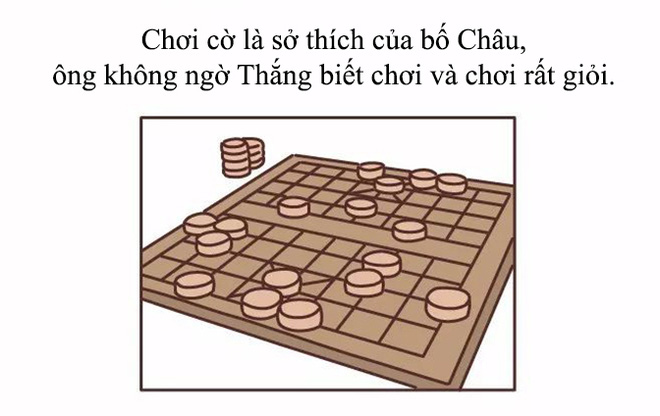 Chơi cờ là sở thích của bố Châu,
ông không ngờ Thắng biết chơi và chơi rất giỏi.